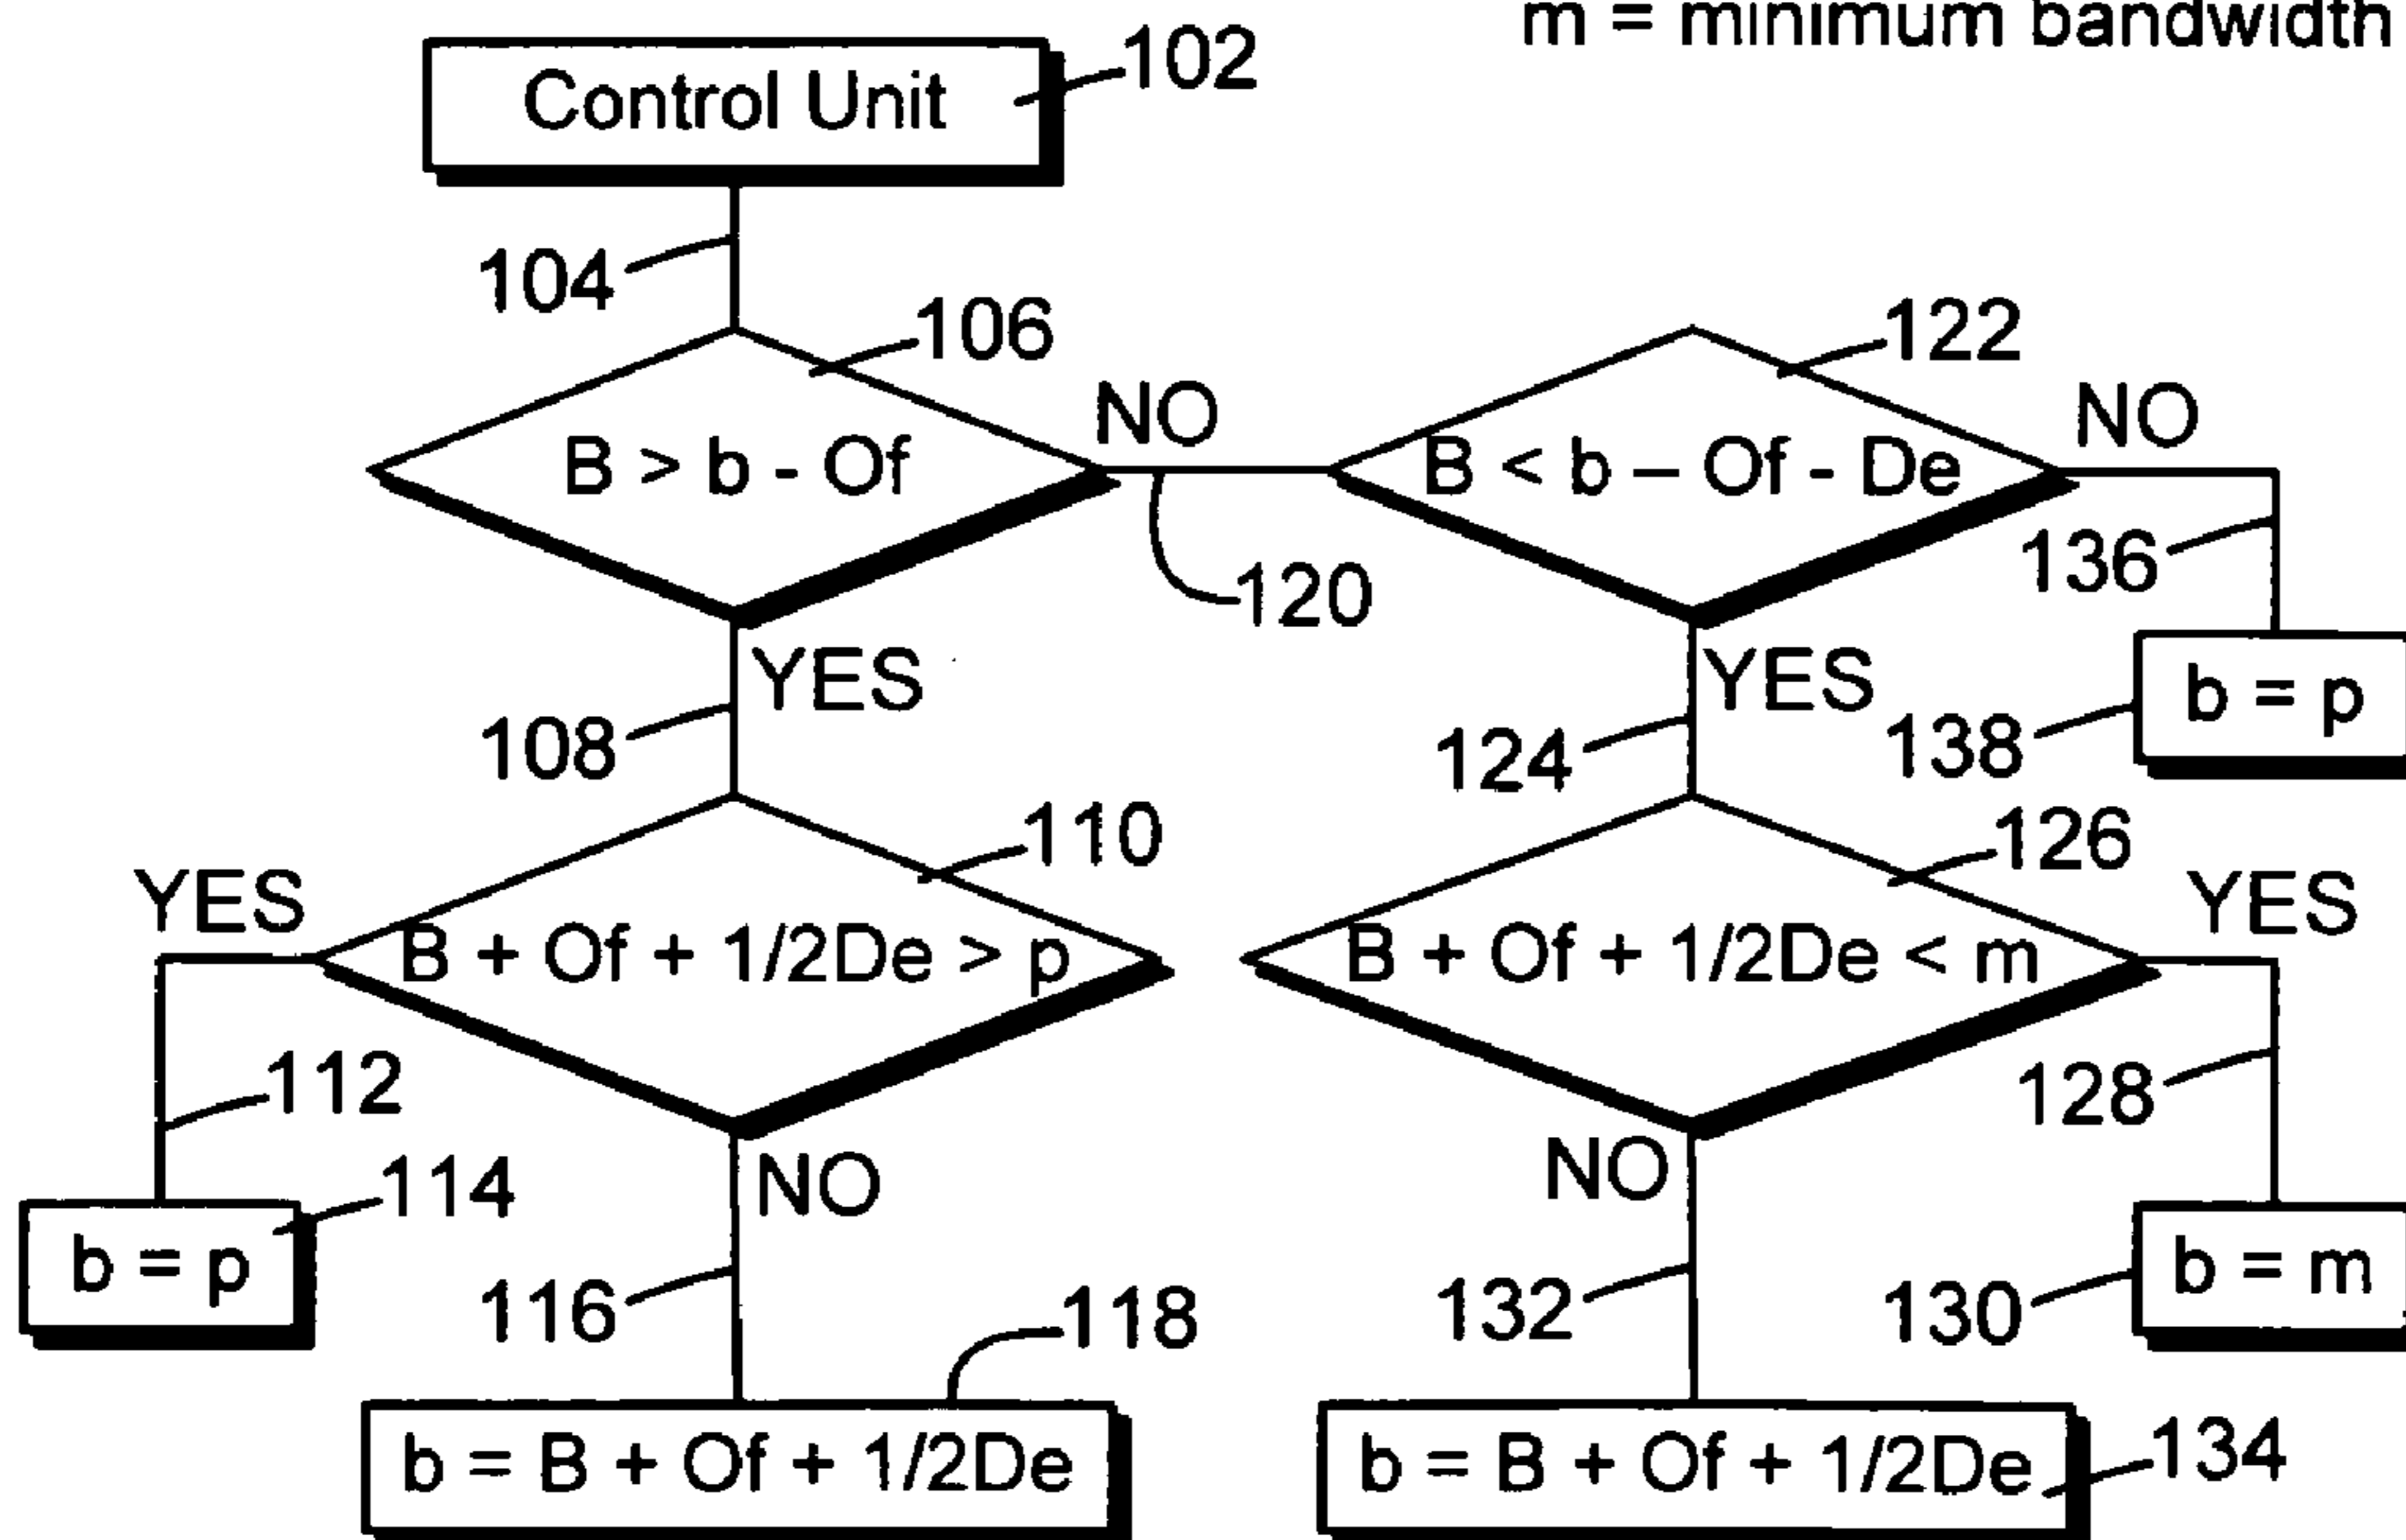 m = minimum bandwidth
Control Unit
102
104
106
B > b - Of
NO
120
122
B < b – Of - De
NO
136
b = p
138
YES
108
YES
124
110
B + Of + 1/2De > p
YES
112
114
b = p
NO
116
118
b = B + Of + 1/2De
126
B + Of + 1/2De < m
YES
128
b = m
130
NO
132
b = B + Of + 1/2De
134